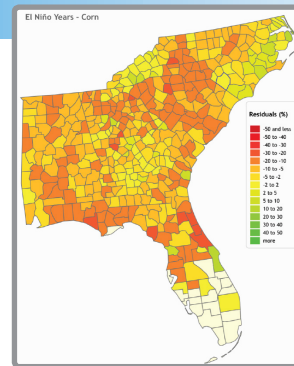 El Niño Years - Corn
Residuals (%)
-50 and less
-50 to -40
-40 to -30
-30 to -20
-20 to -10
-10 to -5
-5 to -2
-2 to 2
2 to 5
5 to 10
10 to 20
20 to 30
30 to 40
40 to 50
more